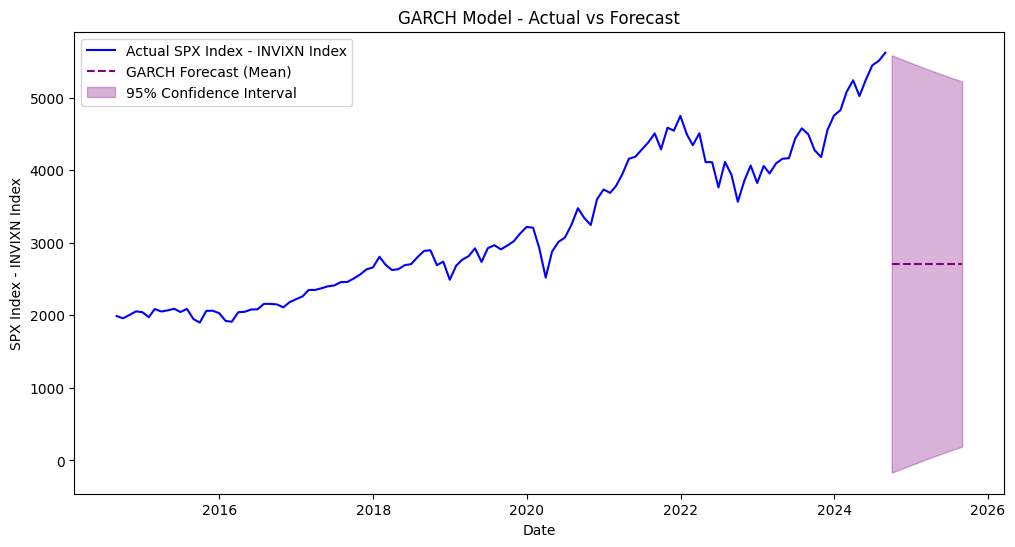 GARCH Model - Actual vs Forecast
Actual SPX Index - INVIXN Index
GARCH Forecast (Mean)
95% Confidence Interval
SPX Index - INVIXN Index
5000
4000
3000
2000
1000
0
2016
2018
2020
2022
2024
2026
Date